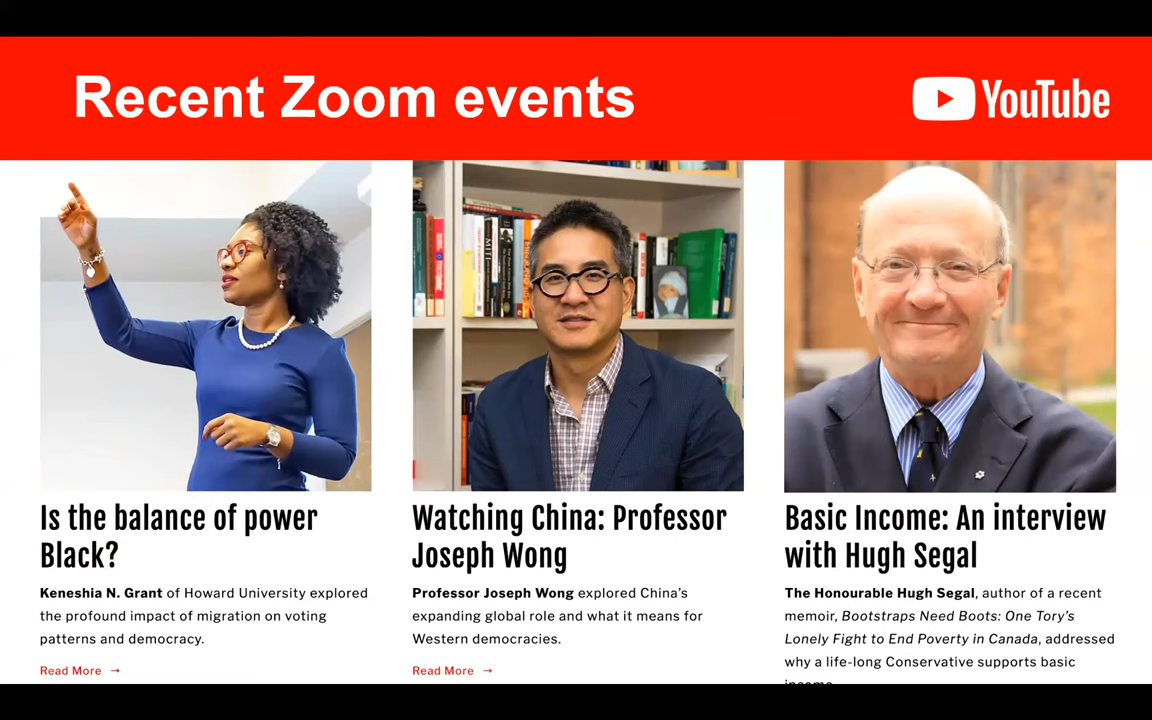 Recent Zoom events
YouTube
Is the balance of power
Black?
Keneshia N. Grant of Howard University explored
the profound impact of migration on voting
patterns and democracy.
Read More →
Watching China: Professor
Joseph Wong
Professor Joseph Wong explored China's
expanding global role and what it means for
Western democracies.
Read More →
Basic Income: An interview
with Hugh Segal
The Honourable Hugh Segal, author of a recent
memoir, Bootstraps Need Boots: One Tory's
Lonely Fight to End Poverty in Canada, addressed
why a life-long Conservative supports basic
income